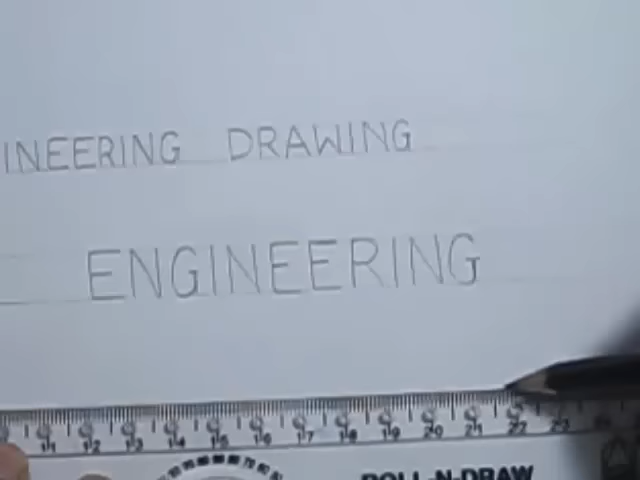 INEERING DRAWING
ENGINEERING
11 12 13 14 15 16 17 18 19 20 21 22 23
ROLL-N-DRAW